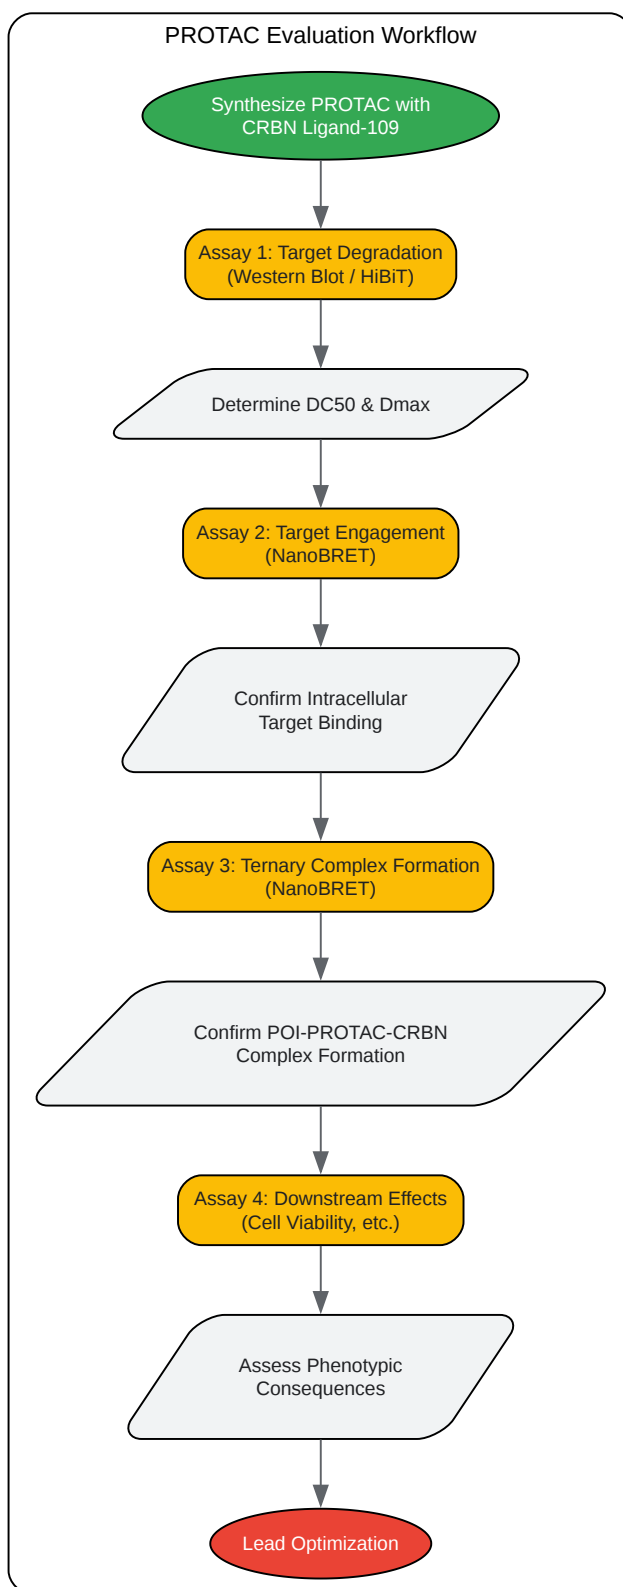 PROTAC Evaluation Workflow
Synthesize PROTAC with
CRBN Ligand-109
Assay 1: Target Degradation
(Western Blot / HiBiT)
Determine DC50 & Dmax
Assay 2: Target Engagement
(NanoBRET)
Confirm Intracellular
Target Binding
Assay 3: Ternary Complex Formation
(NanoBRET)
Confirm POI-PROTAC-CRBN
Complex Formation
Assay 4: Downstream Effects
(Cell Viability, etc.)
Assess Phenotypic
Consequences
Lead Optimization